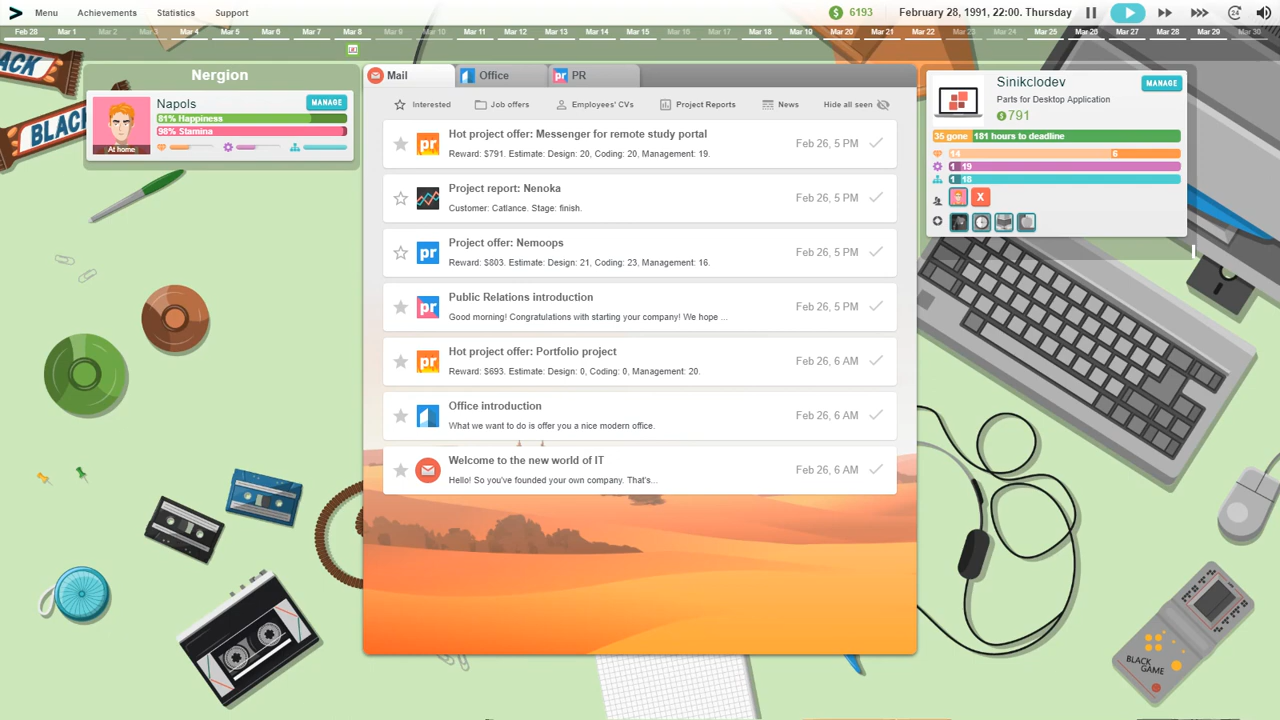 Menu Achievements Statistics Support
6193 February 28, 1991, 22:00. Thursday 24
Feb 28 Mar 1 Mar 2 Mar 3 Mar 4 Mar 5 Mar 6 Mar 7 Mar 8 Mar 9 Mar 10 Mar 11 Mar 12 Mar 13 Mar 14 Mar 15 Mar 16 Mar 17 Mar 18 Mar 19 Mar 20 Mar 21 Mar 22 Mar 23 Mar 24 Mar 25 Mar 26 Mar 27 Mar 28 Mar 29 Mar 30
BLACK
BLACK
Nergion
Napols
MANAGE
81% Happiness
98% Stamina
At home
Mail Office PR
Interested Job offers Employees' CVs Project Reports News Hide all seen
pr
Hot project offer: Messenger for remote study portal
Reward: $791. Estimate: Design: 20, Coding: 20, Management: 19.
Feb 26, 5 PM
Project report: Nenoka
Customer: Catlance. Stage: finish.
Feb 26, 5 PM
pr
Project offer: Nemoops
Reward: $803. Estimate: Design: 21, Coding: 23, Management: 16.
Feb 26, 5 PM
pr
Public Relations introduction
Good morning! Congratulations with starting your company! We hope ...
Feb 26, 5 PM
pr
Hot project offer: Portfolio project
Reward: $693. Estimate: Design: 0, Coding: 0, Management: 20.
Feb 26, 6 AM
Office introduction
What we want to do is offer you a nice modern office.
Feb 26, 6 AM
Welcome to the new world of IT
Hello! So you've founded your own company. That's...
Feb 26, 6 AM
Sinikclodev
MANAGE
Parts for Desktop Application
791
35 gone 181 hours to deadline
14 6
1 19
1 18
X
BLACK
GAME